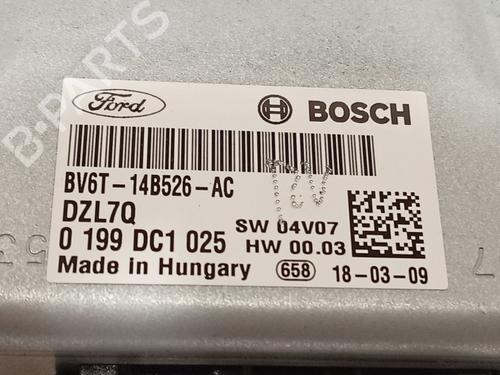 Ford
BOSCH
BV6T-14B526-AC
DZL7Q
SW 04V07
0 199 DC1 025
HW 00.03
Made in Hungary
658
18-03-09
B-PARTS